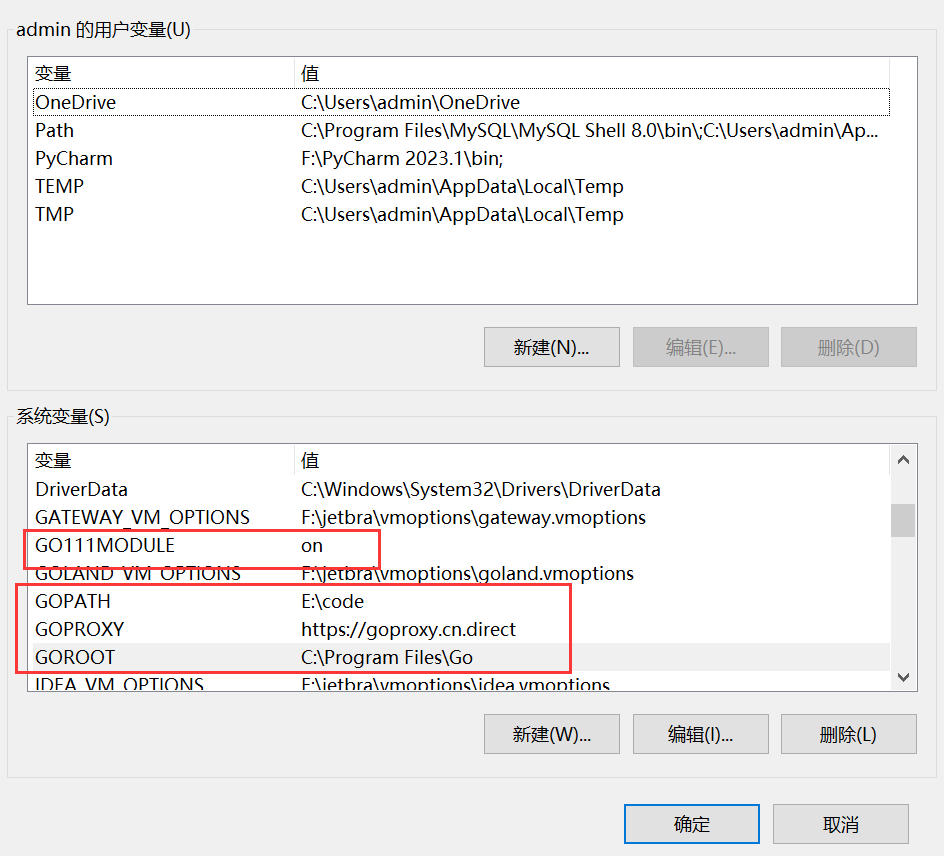 admin 的用户变量(U)
变量 值
OneDrive C:\Users\admin\OneDrive
Path C:\Program Files\MySQL\MySQL Shell 8.0\bin\;C:\Users\admin\Ap...
PyCharm F:\PyCharm 2023.1\bin;
TEMP C:\Users\admin\AppData\Local\Temp
TMP C:\Users\admin\AppData\Local\Temp
新建(N)... 编辑(E)... 删除(D)
系统变量(S)
变量 值
DriverData C:\Windows\System32\Drivers\DriverData
GATEWAY_VM_OPTIONS F:\jetbra\vmoptions\gateway.vmoptions
GO111MODULE on
GOLAND_VM_OPTIONS F:\jetbra\vmoptions\goland.vmoptions
GOPATH E:\code
GOPROXY https://goproxy.cn.direct
GOROOT C:\Program Files\Go
IDEA_VM_OPTIONS F:\jetbra\vmoptions\idea.vmoptions
新建(W)... 编辑(I)... 删除(L)
确定 取消